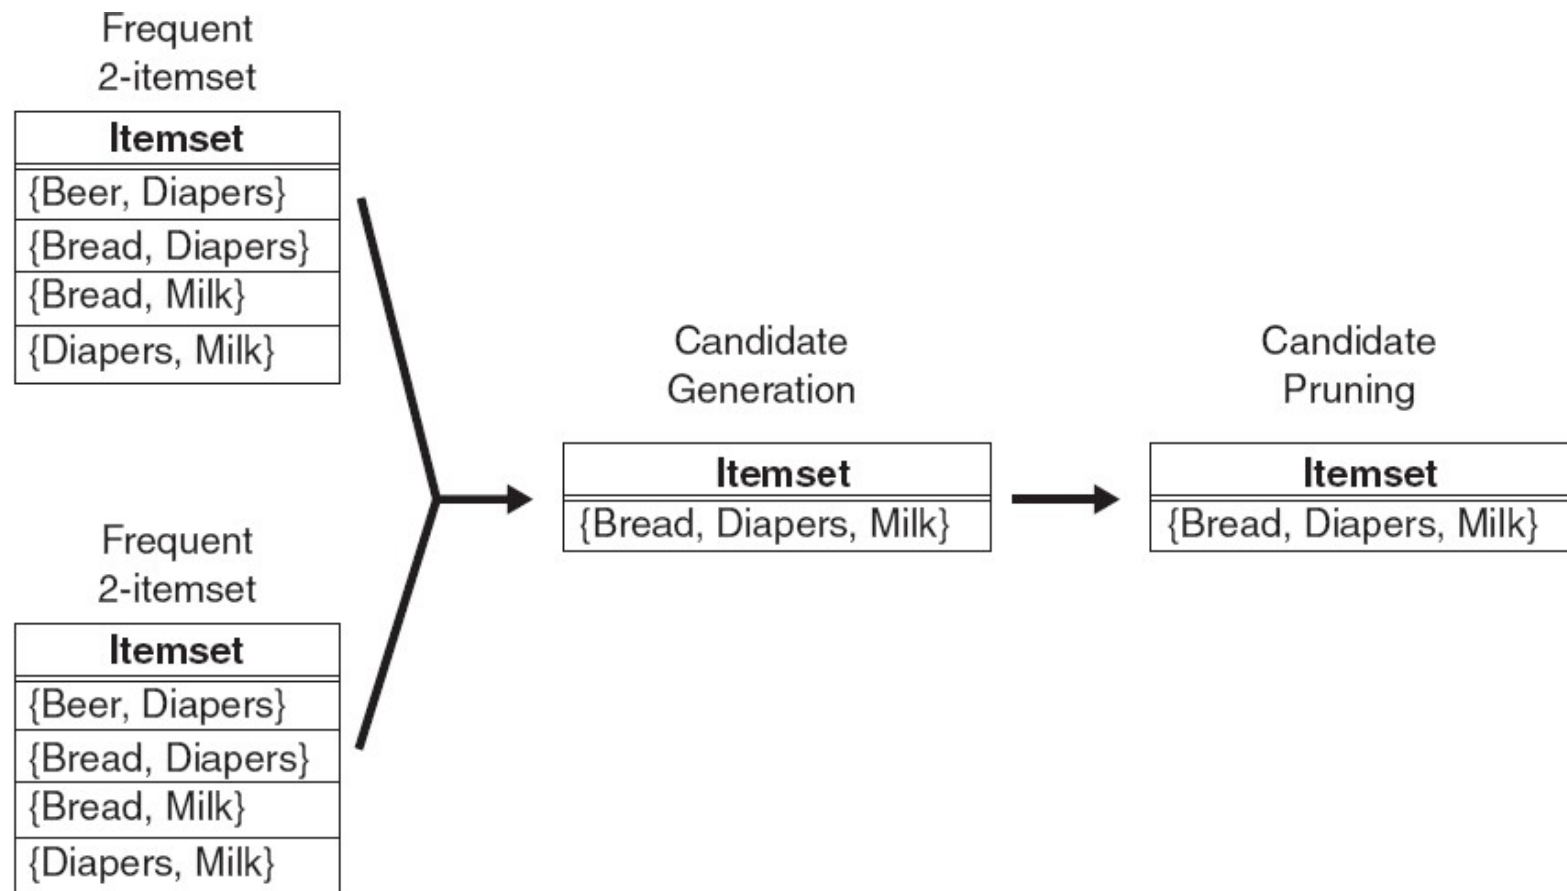 Frequent
2-itemset
Itemset
{Beer, Diapers}
{Bread, Diapers}
{Bread, Milk}
{Diapers, Milk}
Frequent
2-itemset
Itemset
{Beer, Diapers}
{Bread, Diapers}
{Bread, Milk}
{Diapers, Milk}
Candidate
Generation
Itemset
{Bread, Diapers, Milk}
Candidate
Pruning
Itemset
{Bread, Diapers, Milk}